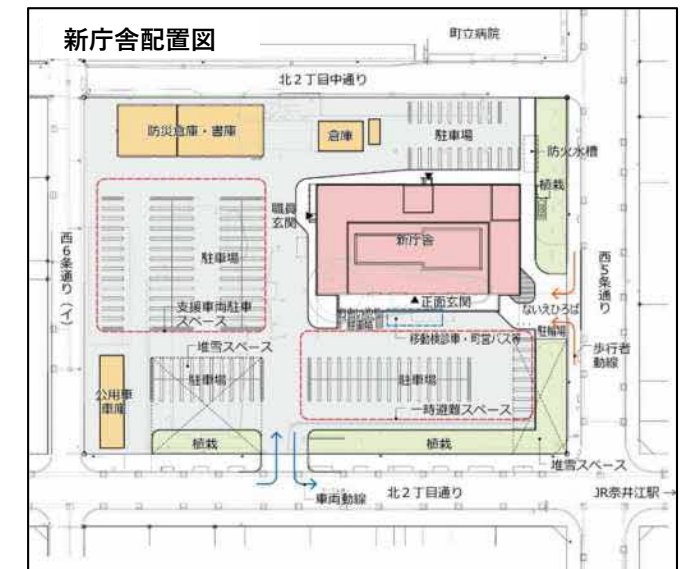 新庁舎配置図
町立病院
北2丁目中通り
防災倉庫・書庫
倉庫
駐車場
防火水槽
植栽
職員
玄関
新庁舎
駐車場
西6条通り(イ)
西5条通り
支援車両駐車
スペース
▲正面玄関
ないえひろば
駐輪場
移動検診車・町営バス等
歩行者
動線
堆雪スペース
公用車
車庫
駐車場
駐車場
一時避難スペース
植栽
植栽
堆雪スペース
車両動線
北2丁目通り
JR奈井江駅→